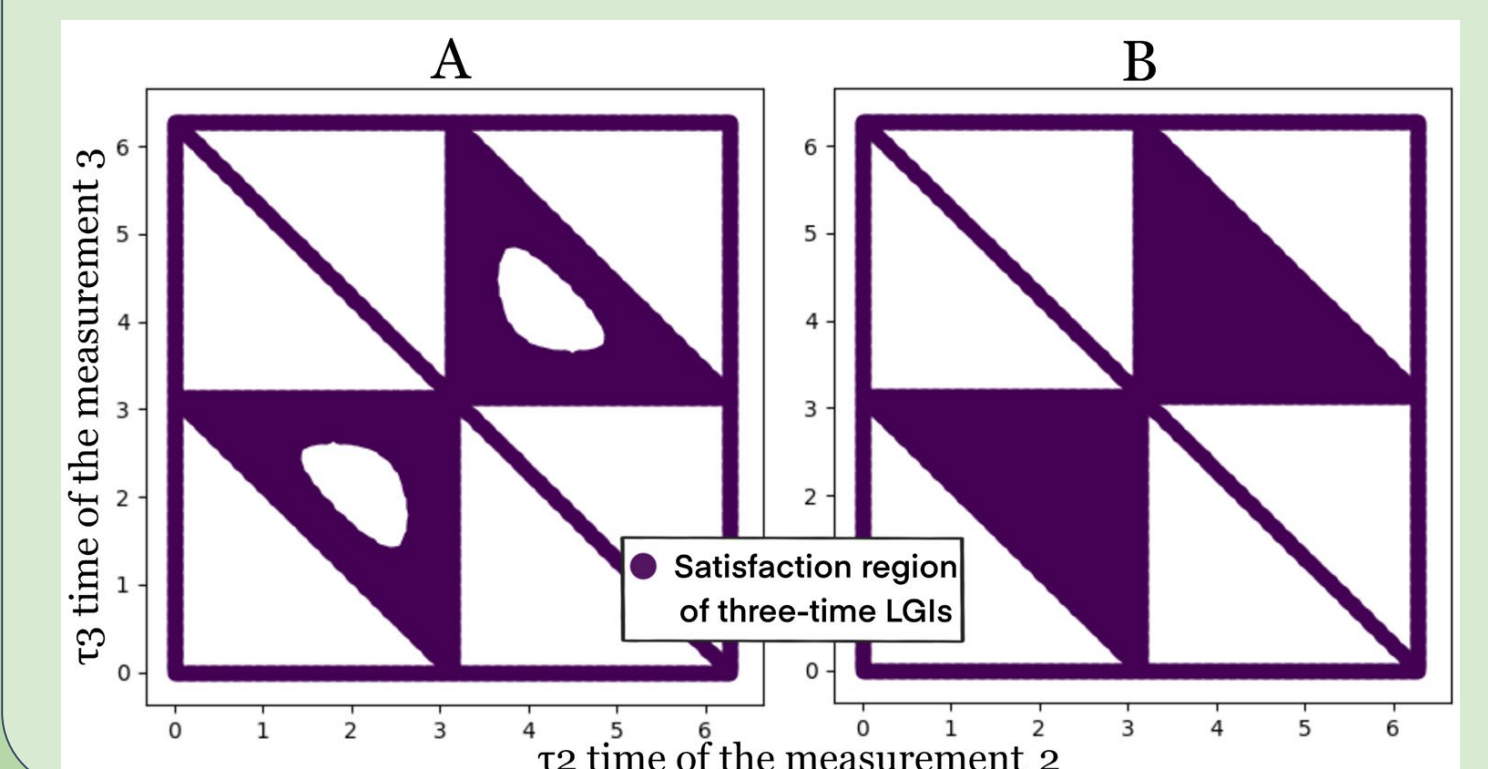 A
B
τ3 time of the measurement 3
6
5
4
3
2
1
0
0 1 2 3 4 5 6
6
5
4
3
2
1
0
0 1 2 3 4 5 6
Satisfaction region
of three-time LGIs
τ2 time of the measurement 2